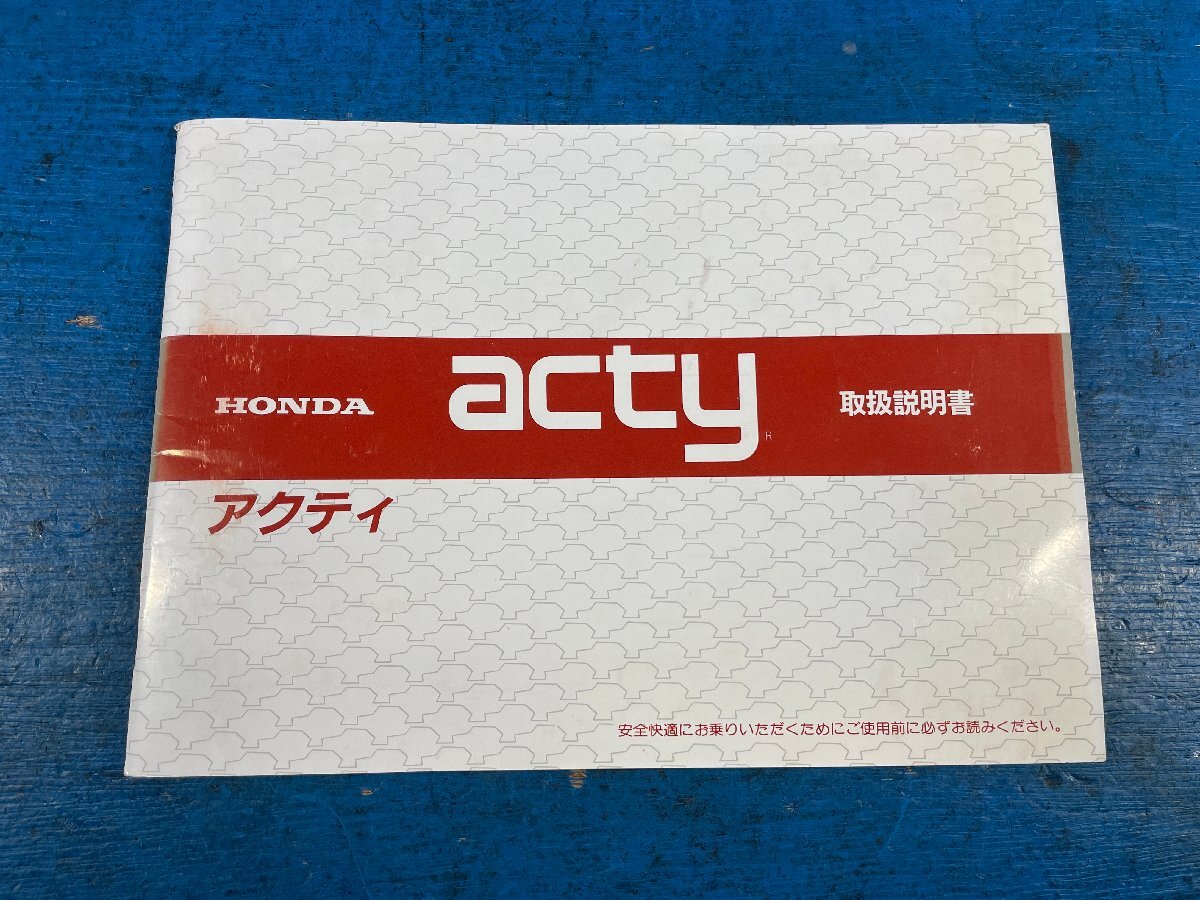 HONDA acty R 取扱説明書
アクティ
安全快適にお乗りいただくためにご使用前に必ずお読みください。